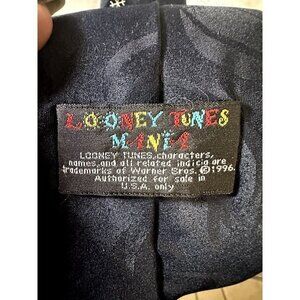 LOONEY TUNES
MANIA
LOONEY TUNES, characters,
names, and all related indicia are
trademarks of Warner Bros. © 1996.
Authorized for sale in
U.S.A. only